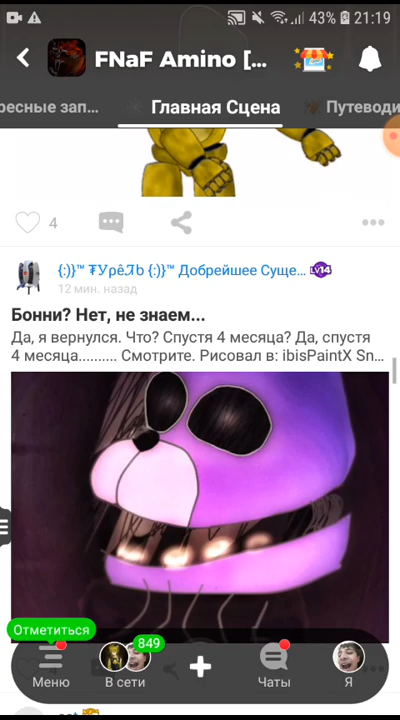 43% 21:19
FNaF Amino [...
ресные зап...
Главная Сцена
Путеводи
4
{:)}™ ₮УρêℛЪ {:)}™ Добрейшее Суще... LV14
12 мин. назад
Бонни? Нет, не знаем...
Да, я вернулся. Что? Спустя 4 месяца? Да, спустя
4 месяца.......... Смотрите. Рисовал в: ibisPaintX Sn...
Отметиться
849
Меню
В сети
Чаты
Я